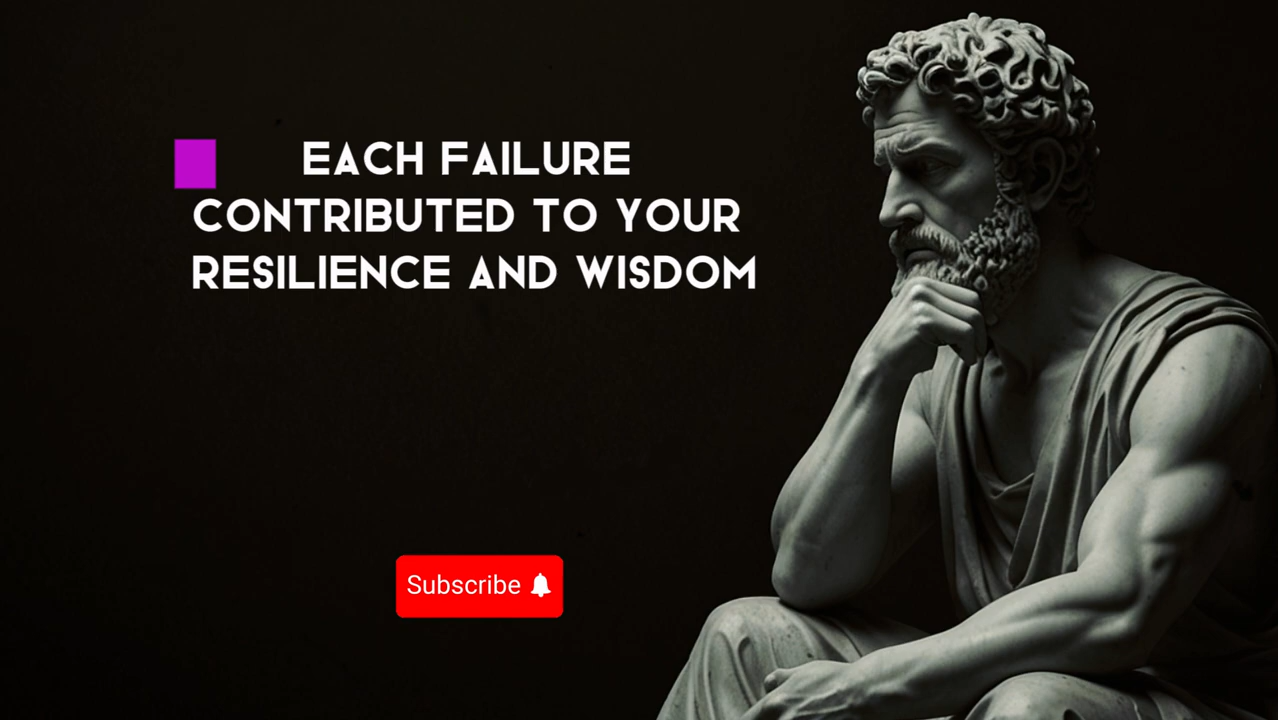 EACH FAILURE
CONTRIBUTED TO YOUR
RESILIENCE AND WISDOM
Subscribe